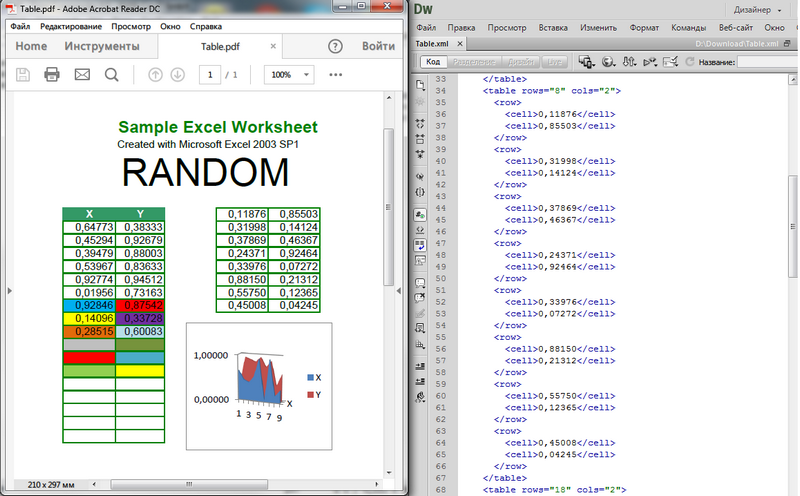 Table.pdf - Adobe Acrobat Reader DC
Файл Редактирование Просмотр Окно Справка
Home Инструменты Table.pdf × ? Войти
1 / 1 100%
Sample Excel Worksheet
Created with Microsoft Excel 2003 SP1
RANDOM
X Y
0,64773 0,38333
0,45294 0,92679
0,39479 0,88003
0,53967 0,83633
0,92774 0,94512
0,01956 0,73163
0,92846 0,87542
0,14096 0,33728
0,28515 0,60083
0,11876 0,85503
0,31998 0,14124
0,37869 0,46367
0,24371 0,92464
0,33976 0,07272
0,88150 0,21312
0,55750 0,12365
0,45008 0,04245
1,00000
0,00000
1 3 5 7 9
X
X
Y
210 x 297 мм
Dw
Дизайнер
Файл Правка Просмотр Вставка Изменить Формат Команды Веб-сайт Окно
Table.xml × D:\Download\Table.xml
Код Разделение Дизайн Live Название:
33 </table>
34 <table rows="8" cols="2">
35 <row>
36 <cell>0,11876</cell>
37 <cell>0,85503</cell>
38 </row>
39 <row>
40 <cell>0,31998</cell>
41 <cell>0,14124</cell>
42 </row>
43 <row>
44 <cell>0,37869</cell>
45 <cell>0,46367</cell>
46 </row>
47 <row>
48 <cell>0,24371</cell>
49 <cell>0,92464</cell>
50 </row>
51 <row>
52 <cell>0,33976</cell>
53 <cell>0,07272</cell>
54 </row>
55 <row>
56 <cell>0,88150</cell>
57 <cell>0,21312</cell>
58 </row>
59 <row>
60 <cell>0,55750</cell>
61 <cell>0,12365</cell>
62 </row>
63 <row>
64 <cell>0,45008</cell>
65 <cell>0,04245</cell>
66 </row>
67 </table>
68 <table rows="18" cols="2">